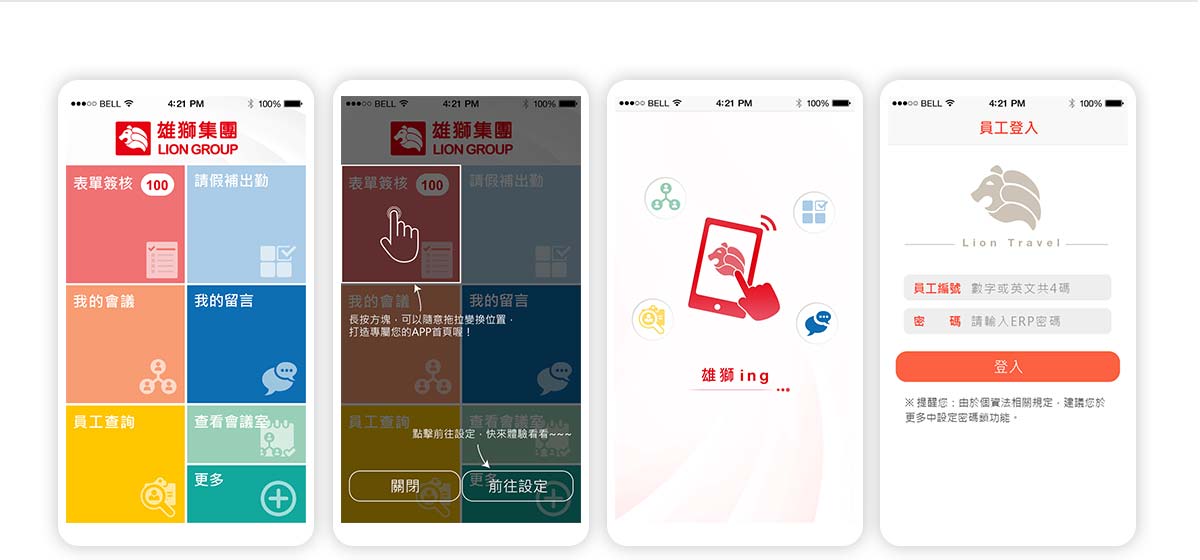 BELL 4:21 PM 100%
雄獅集團
LION GROUP
表單簽核 100
請假補出勤
我的會議
我的留言
員工查詢
查看會議室
更多
BELL 4:21 PM 100%
雄獅集團
LION GROUP
表單簽核 100
請假補出勤
我的會議
我的留言
長按方塊，可以隨意拖拉變換位置，
打造專屬您的APP首頁喔！
員工查詢
查看會議室
點擊前往設定，快來體驗看看~~~
更多
關閉
前往設定
BELL 4:21 PM 100%
雄獅ing
BELL 4:21 PM 100%
員工登入
Lion Travel
員工編號 數字或英文共4碼
密 碼 請輸入ERP密碼
登入
※ 提醒您：由於個資法相關規定，建議您於
更多中設定密碼鎖功能。